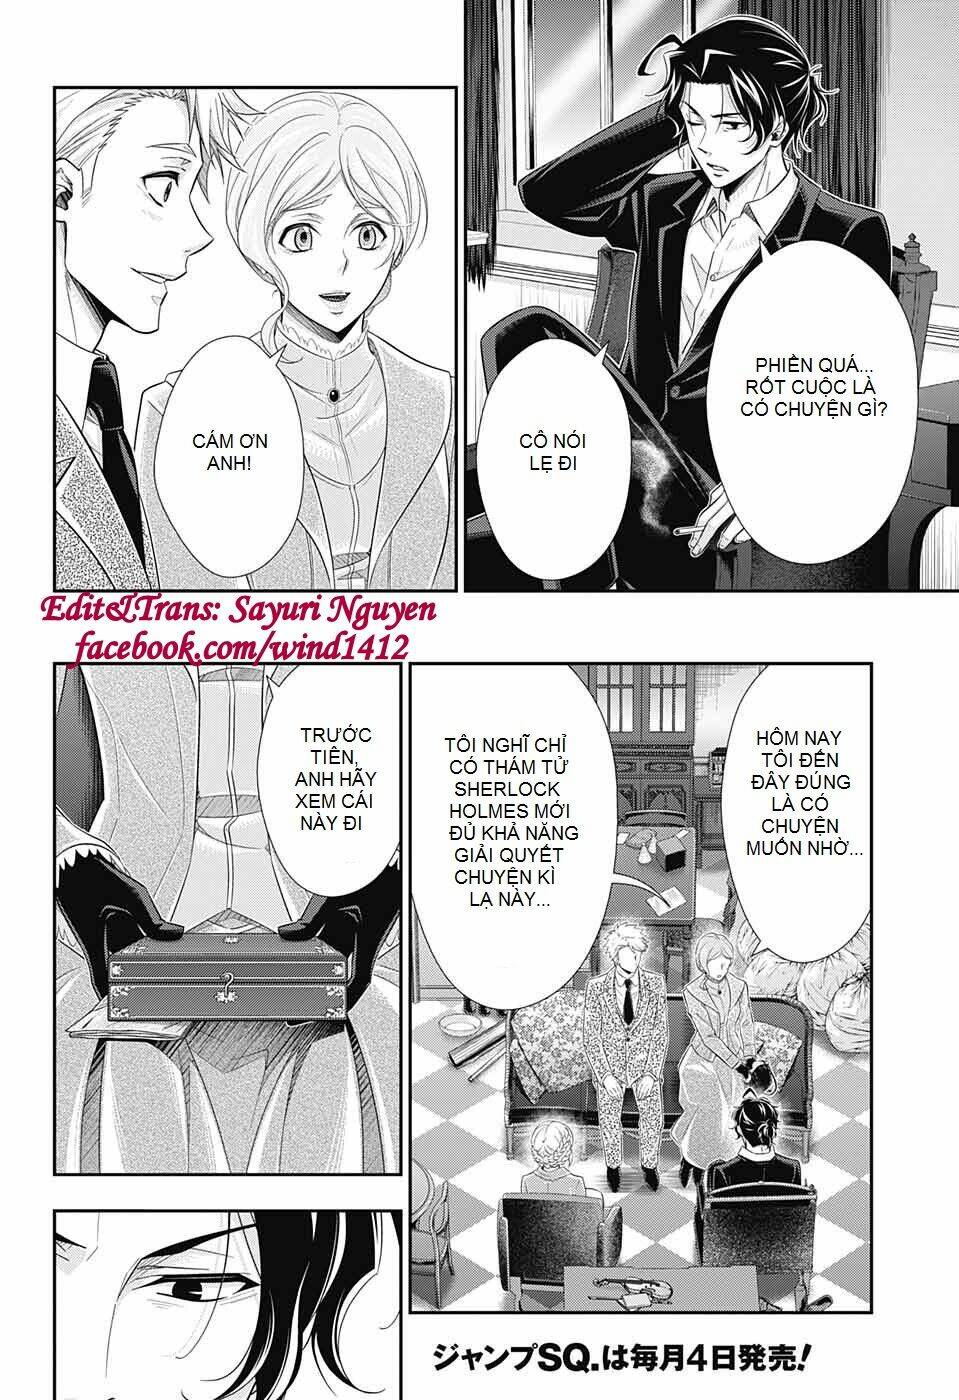 PHIỀN QUÁ...
RỐT CUỘC LÀ
CÓ CHUYỆN GÌ?
CÔ NÓI
LẸ ĐI
CÁM ƠN
ANH!
Edit&Trans: Sayuri Nguyen
facebook.com/wind1412
HÔM NAY
TÔI ĐẾN
ĐÂY ĐÚNG
LÀ CÓ
CHUYỆN
MUỐN NHỜ...
TÔI NGHĨ CHỈ
CÓ THÁM TỬ
SHERLOCK
HOLMES MỚI
ĐỦ KHẢ NĂNG
GIẢI QUYẾT
CHUYỆN KÌ
LẠ NÀY...
TRƯỚC
TIÊN,
ANH HÃY
XEM CÁI
NÀY ĐI
ジャンプSQ.は毎月4日発売!